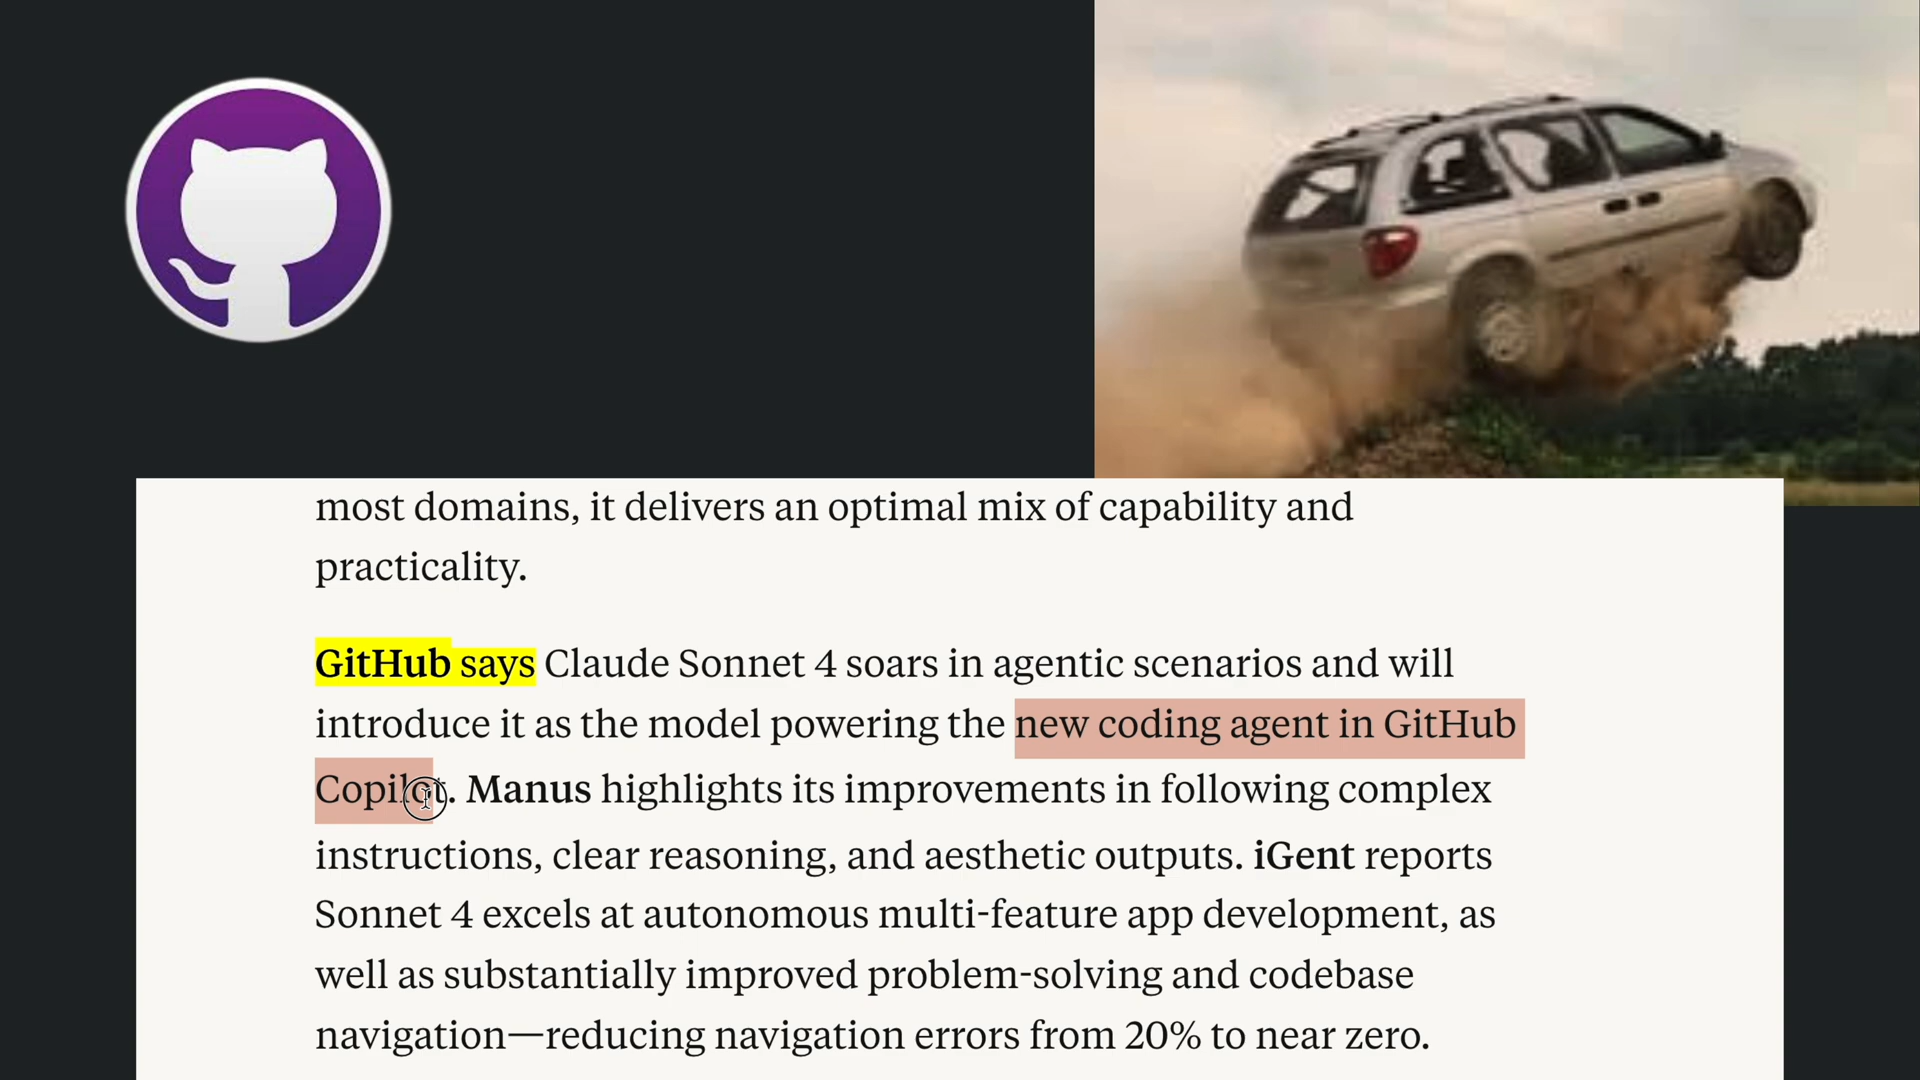 most domains, it delivers an optimal mix of capability and
practicality.
GitHub says Claude Sonnet 4 soars in agentic scenarios and will
introduce it as the model powering the new coding agent in GitHub
Copilot. Manus highlights its improvements in following complex
instructions, clear reasoning, and aesthetic outputs. iGent reports
Sonnet 4 excels at autonomous multi-feature app development, as
well as substantially improved problem-solving and codebase
navigation—reducing navigation errors from 20% to near zero.